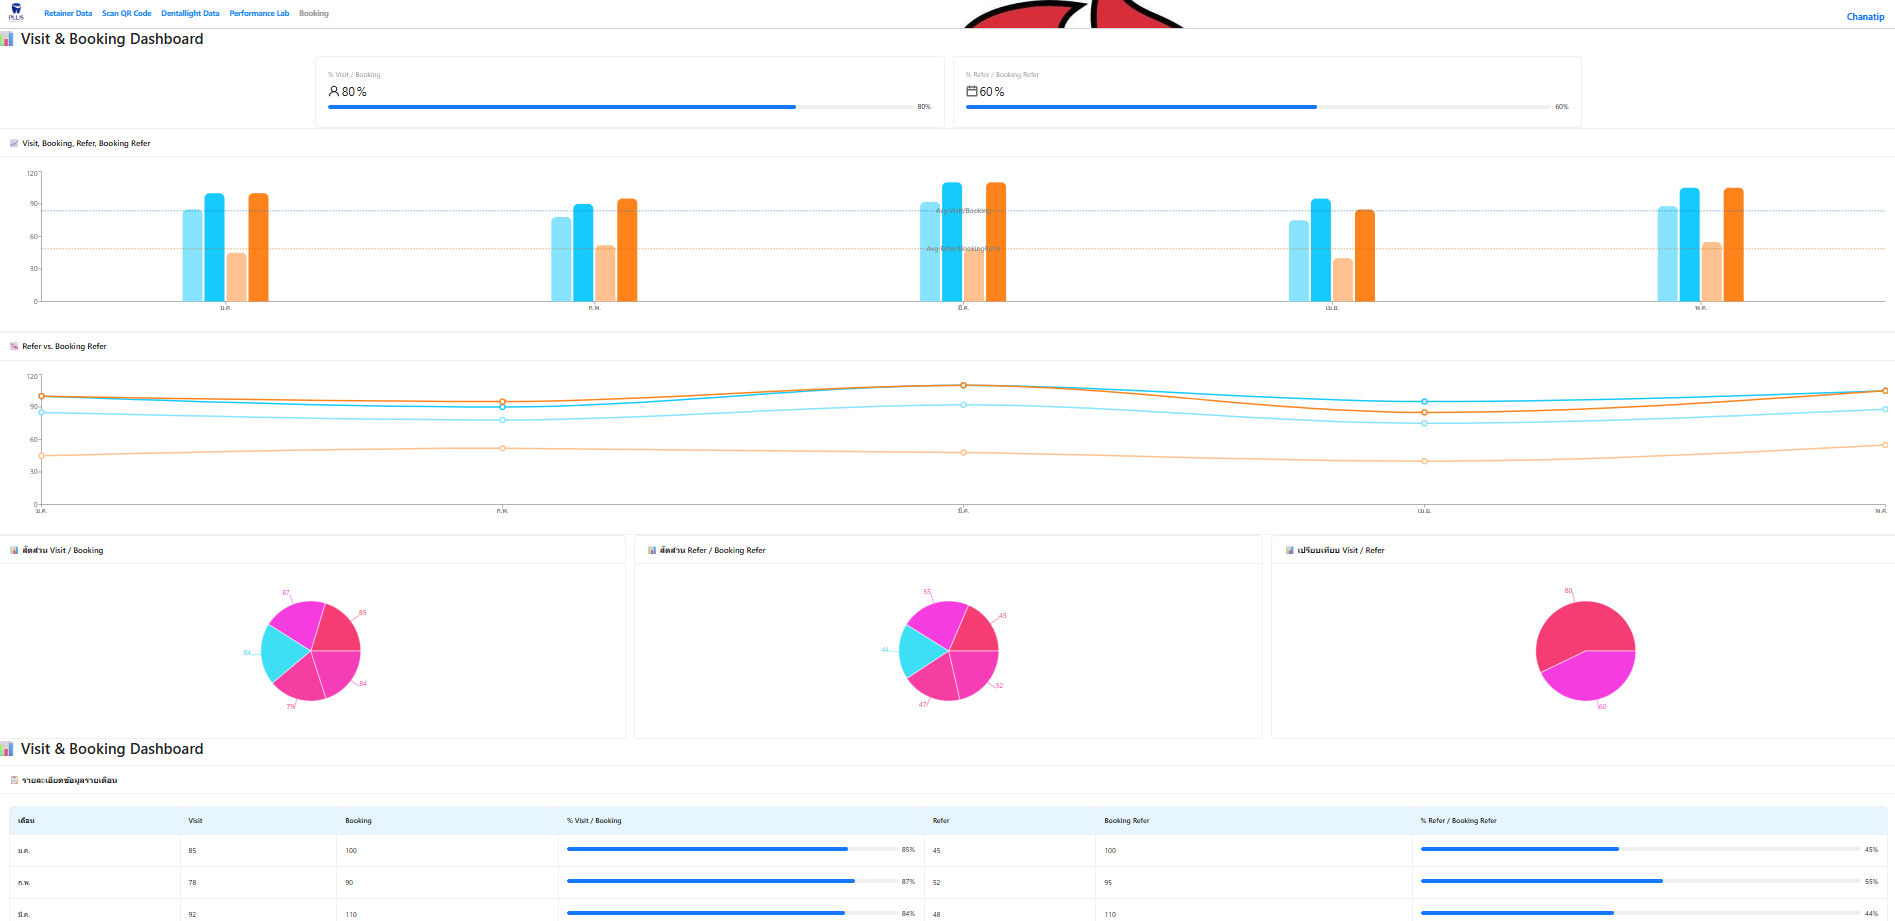 PLUS
Retainer Data Scan QR Code Dentallight Data Performance Lab Booking
Chanatip
Visit & Booking Dashboard
% Visit / Booking
80 %
80%
% Refer / Booking Refer
60 %
60%
Visit, Booking, Refer, Booking Refer
120
90
60
30
0
Avg Visit/Booking
Avg Refer/BookingRefer
ม.ค. ก.พ. มี.ค. เม.ย. พ.ค.
Refer vs. Booking Refer
120
90
60
30
0
ม.ค. ก.พ. มี.ค. เม.ย. พ.ค.
สัดส่วน Visit / Booking
87
85
84
84
79
สัดส่วน Refer / Booking Refer
55
45
44
52
47
เปรียบเทียบ Visit / Refer
80
60
Visit & Booking Dashboard
รายละเอียดข้อมูลรายเดือน
เดือน Visit Booking % Visit / Booking Refer Booking Refer % Refer / Booking Refer
ม.ค. 85 100 85% 45 100 45%
ก.พ. 78 90 87% 52 95 55%
มี.ค. 92 110 84% 48 110 44%